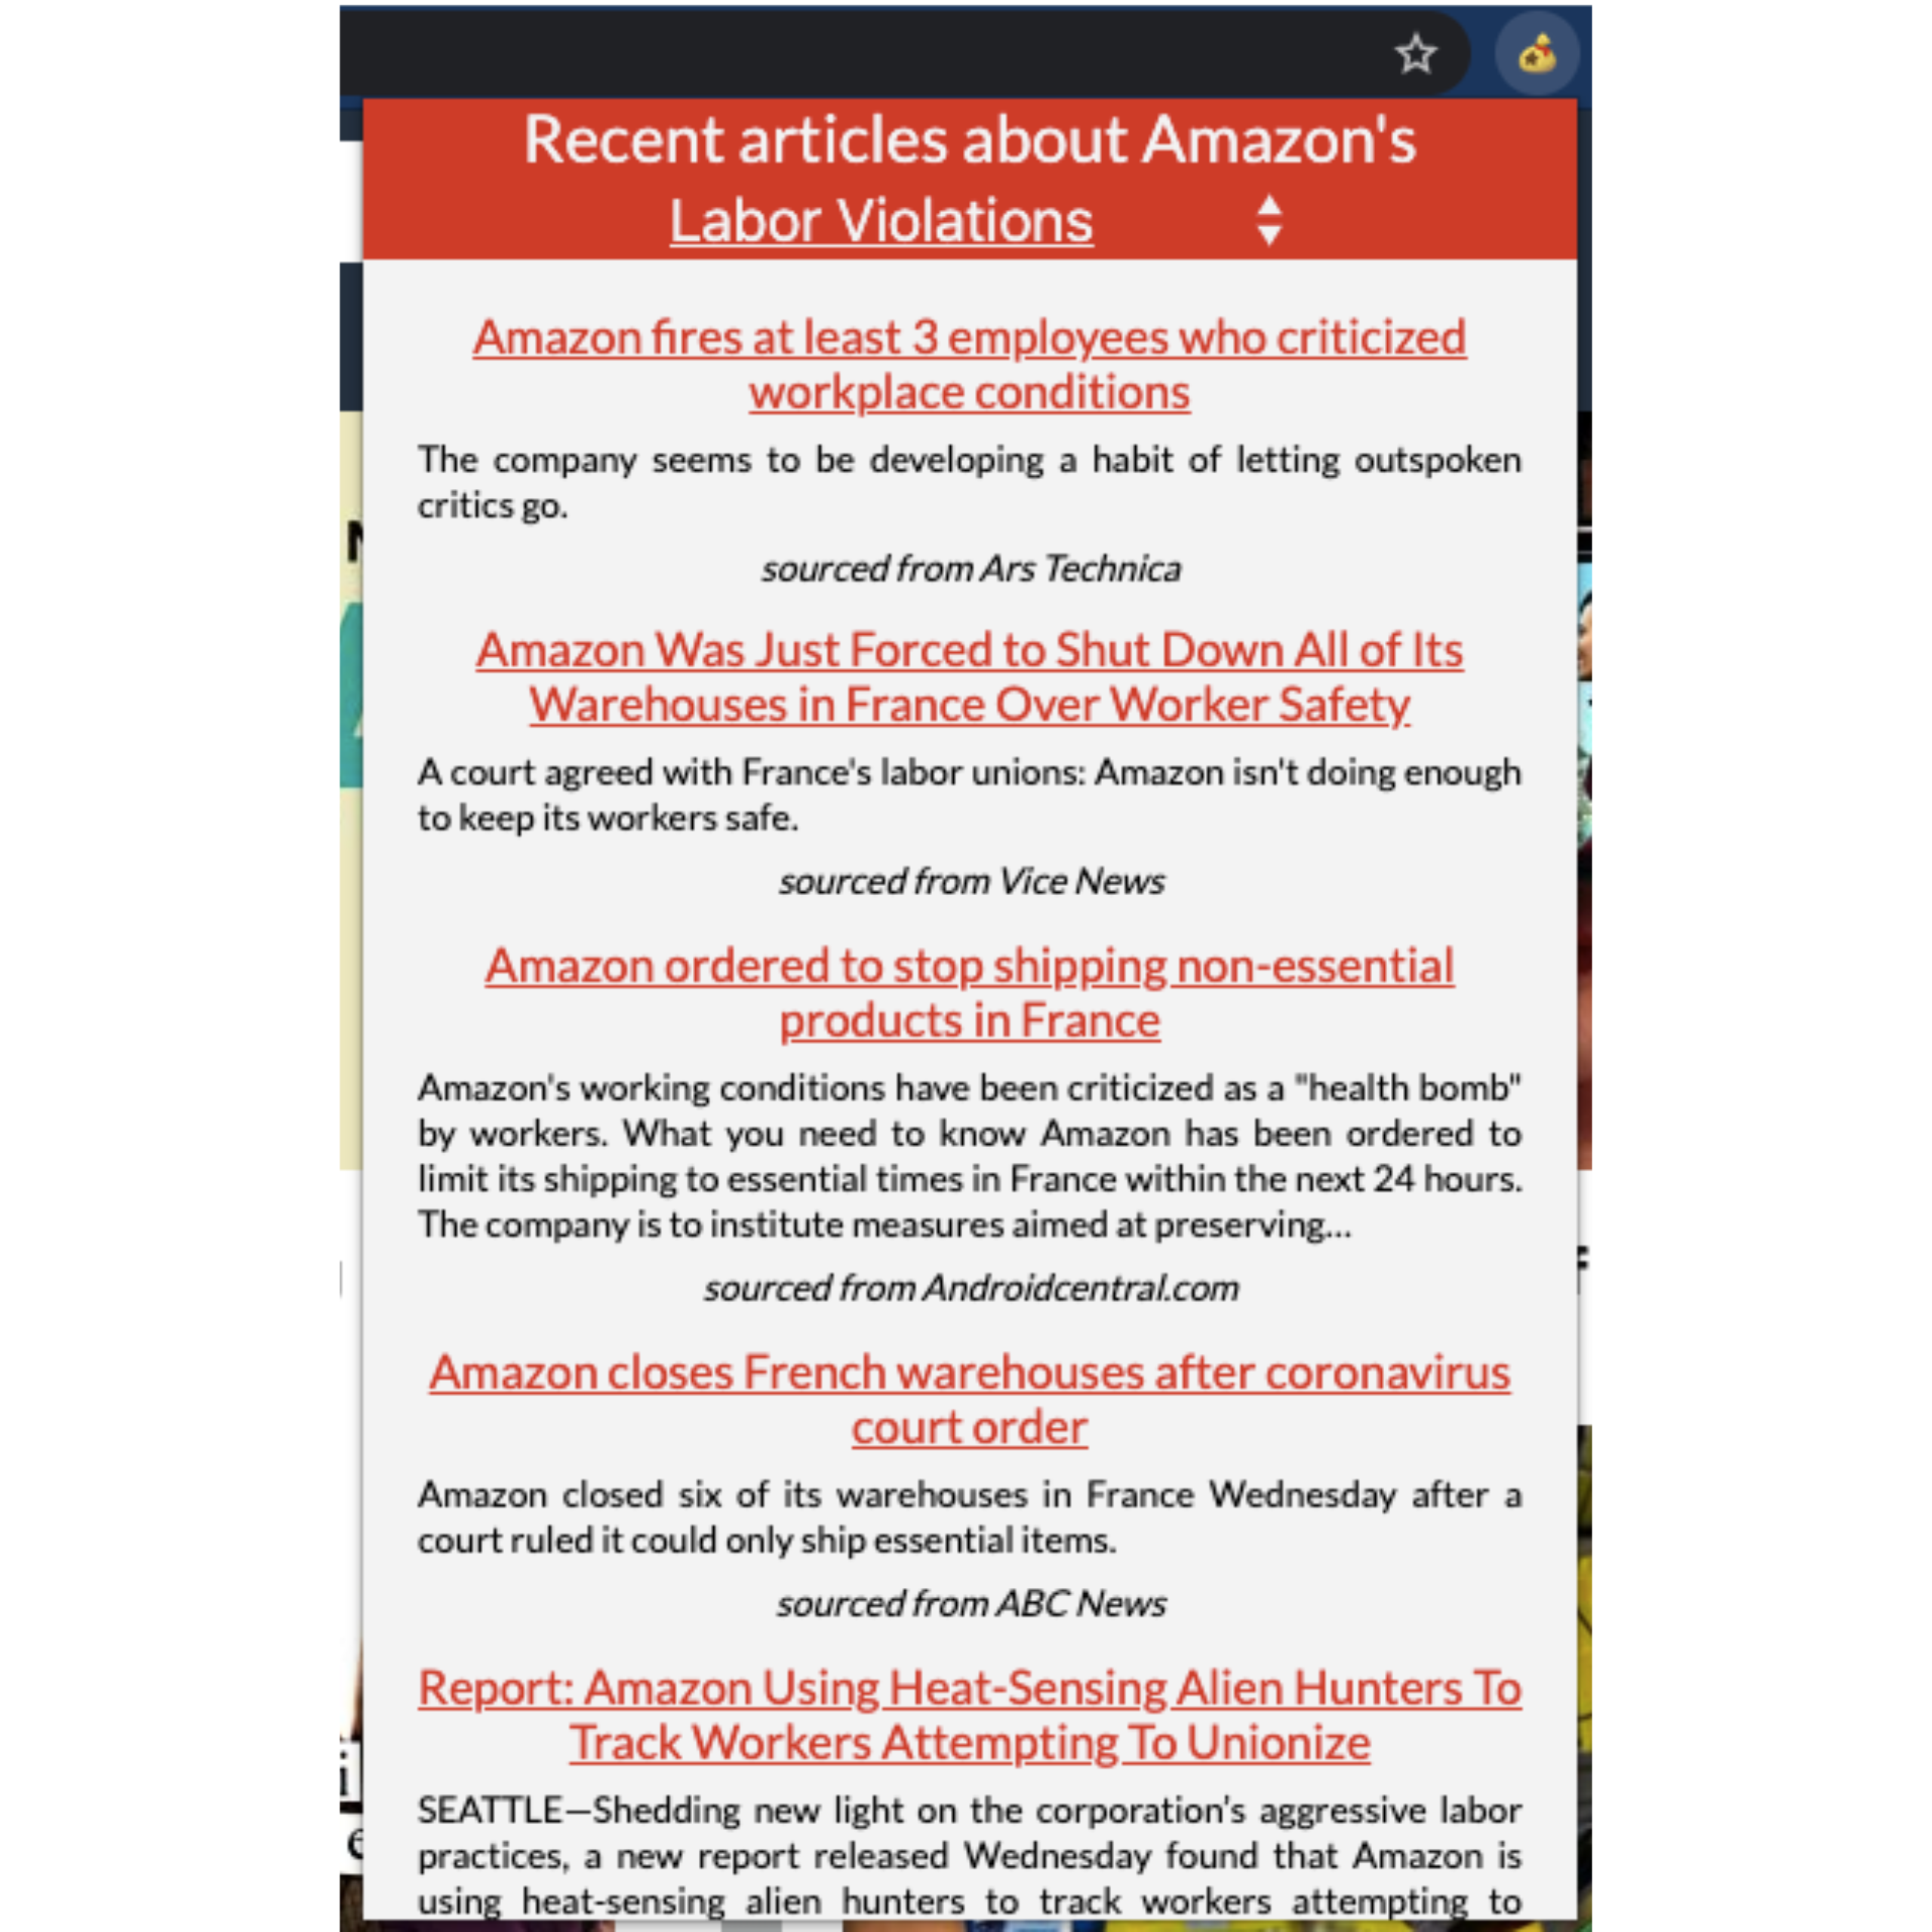 Recent articles about Amazon's
Labor Violations
Amazon fires at least 3 employees who criticized
workplace conditions
The company seems to be developing a habit of letting outspoken
critics go.
sourced from Ars Technica
Amazon Was Just Forced to Shut Down All of Its
Warehouses in France Over Worker Safety
A court agreed with France's labor unions: Amazon isn't doing enough
to keep its workers safe.
sourced from Vice News
Amazon ordered to stop shipping non-essential
products in France
Amazon's working conditions have been criticized as a "health bomb"
by workers. What you need to know Amazon has been ordered to
limit its shipping to essential times in France within the next 24 hours.
The company is to institute measures aimed at preserving...
sourced from Androidcentral.com
Amazon closes French warehouses after coronavirus
court order
Amazon closed six of its warehouses in France Wednesday after a
court ruled it could only ship essential items.
sourced from ABC News
Report: Amazon Using Heat-Sensing Alien Hunters To
Track Workers Attempting To Unionize
SEATTLE—Shedding new light on the corporation's aggressive labor
practices, a new report released Wednesday found that Amazon is
using heat-sensing alien hunters to track workers attempting to